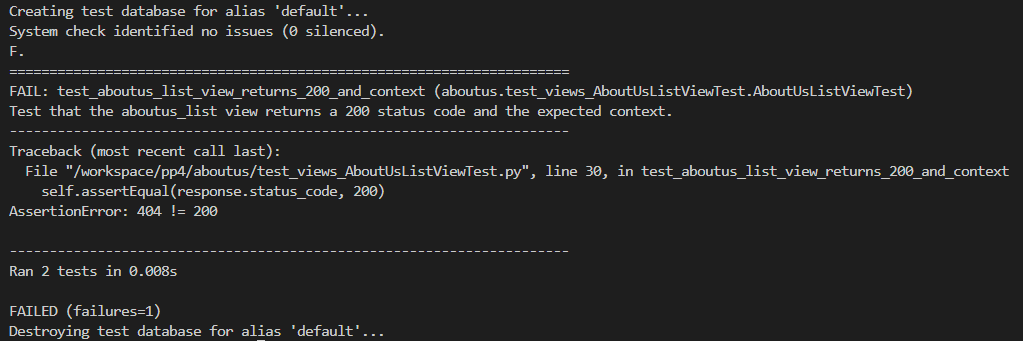 Creating test database for alias 'default'...
System check identified no issues (0 silenced).
F.
======================================================================
FAIL: test_aboutus_list_view_returns_200_and_context (aboutus.test_views_AboutUsListViewTest.AboutUsListViewTest)
Test that the aboutus_list view returns a 200 status code and the expected context.
----------------------------------------------------------------------
Traceback (most recent call last):
  File "/workspace/pp4/aboutus/test_views_AboutUsListViewTest.py", line 30, in test_aboutus_list_view_returns_200_and_context
    self.assertEqual(response.status_code, 200)
AssertionError: 404 != 200

----------------------------------------------------------------------
Ran 2 tests in 0.008s

FAILED (failures=1)
Destroying test database for alias 'default'...